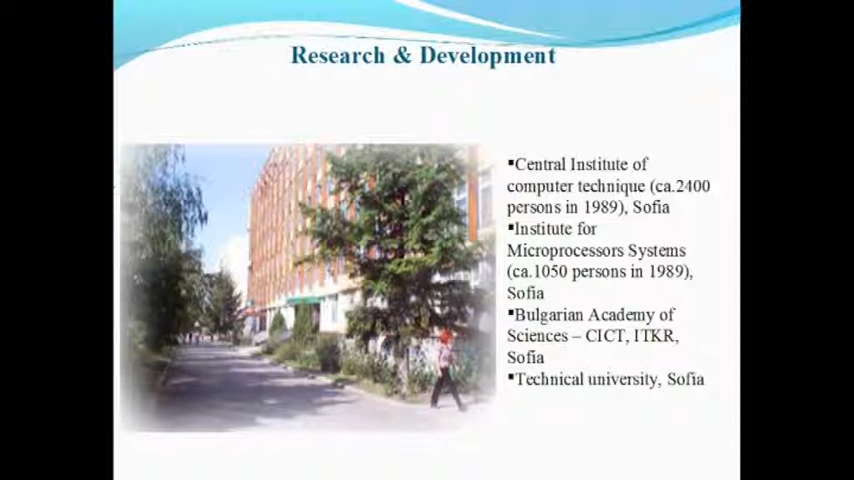 Research & Development
▪Central Institute of
computer technique (ca.2400
persons in 1989), Sofia
▪Institute for
Microprocessors Systems
(ca.1050 persons in 1989),
Sofia
▪Bulgarian Academy of
Sciences – CICT, ITKR,
Sofia
▪Technical university, Sofia